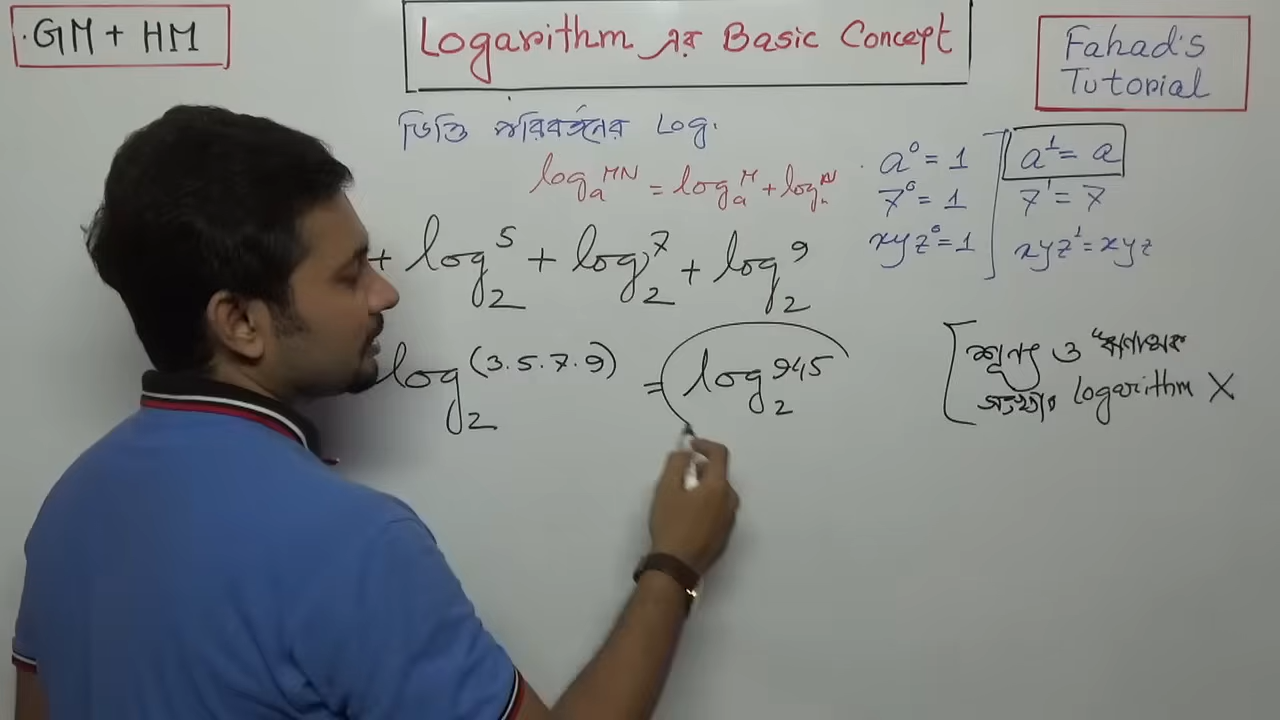 GM + HM
Logarithm এর Basic Concept
Fahad's
Tutorial
ভিত্তি পরিবর্তনের Log.
logₐᴹᴺ = logₐᴹ + logₐᴺ
a⁰ = 1
7⁰ = 1
xyz⁰ = 1
a¹ = a
7¹ = 7
xyz¹ = xyz
+ log₂⁵ + log₂⁷ + log₂⁹
log₂^(3.5.7.9) = log₂⁹⁴⁵
শূন্য ও ঋণাত্মক
সংখ্যার logarithm X